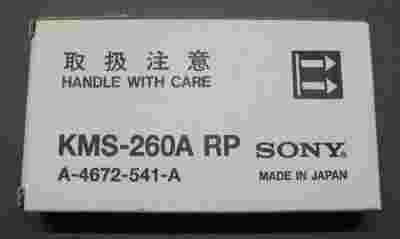 取扱注意
HANDLE WITH CARE
KMS-260A RP SONY®
A-4672-541-A MADE IN JAPAN